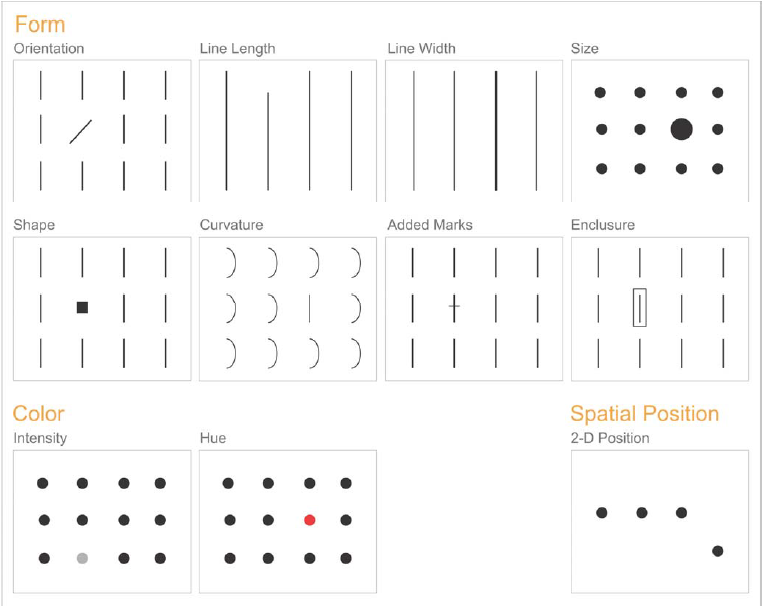 Form
Orientation
Line Length
Line Width
Size
Shape
Curvature
Added Marks
Enclusure
Color
Spatial Position
Intensity
Hue
2-D Position